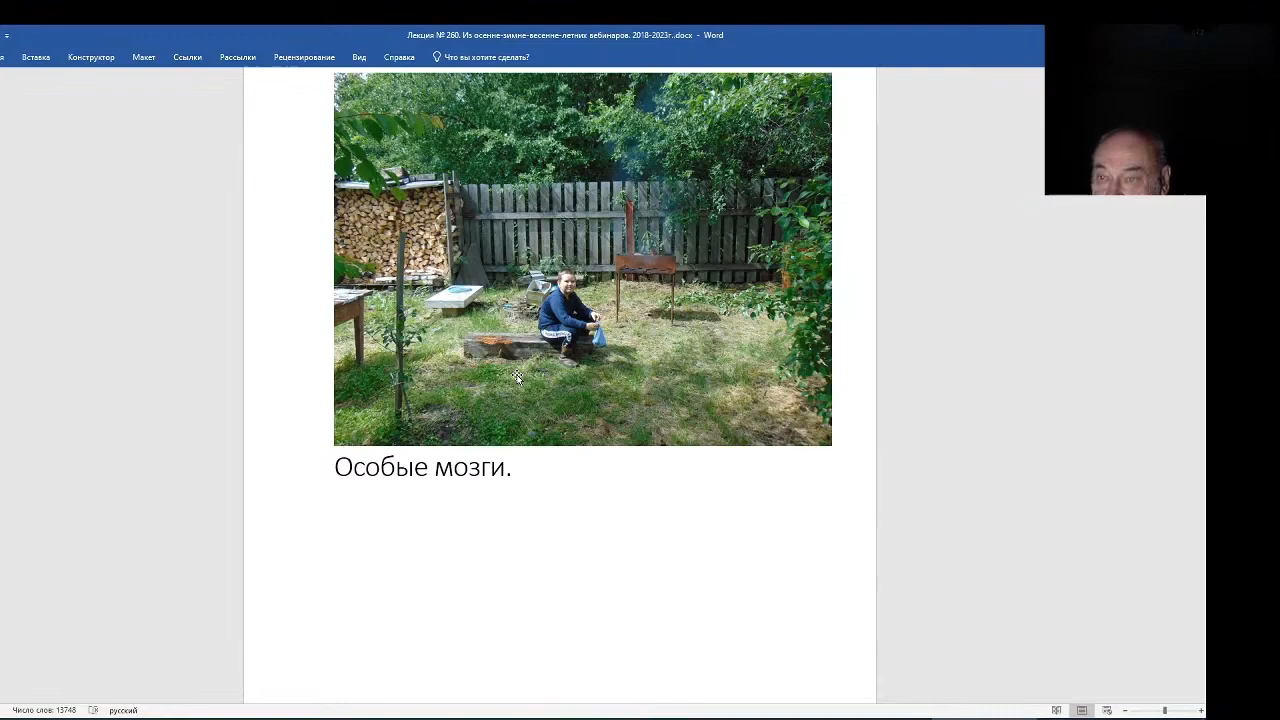 Лекция № 260. Из осенне-зимне-весенне-летних вебинаров. 2018-2023г..docx - Word
Вставка Конструктор Макет Ссылки Рассылки Рецензирование Вид Справка Что вы хотите сделать?
Особые мозги.
Число слов: 13748 русский